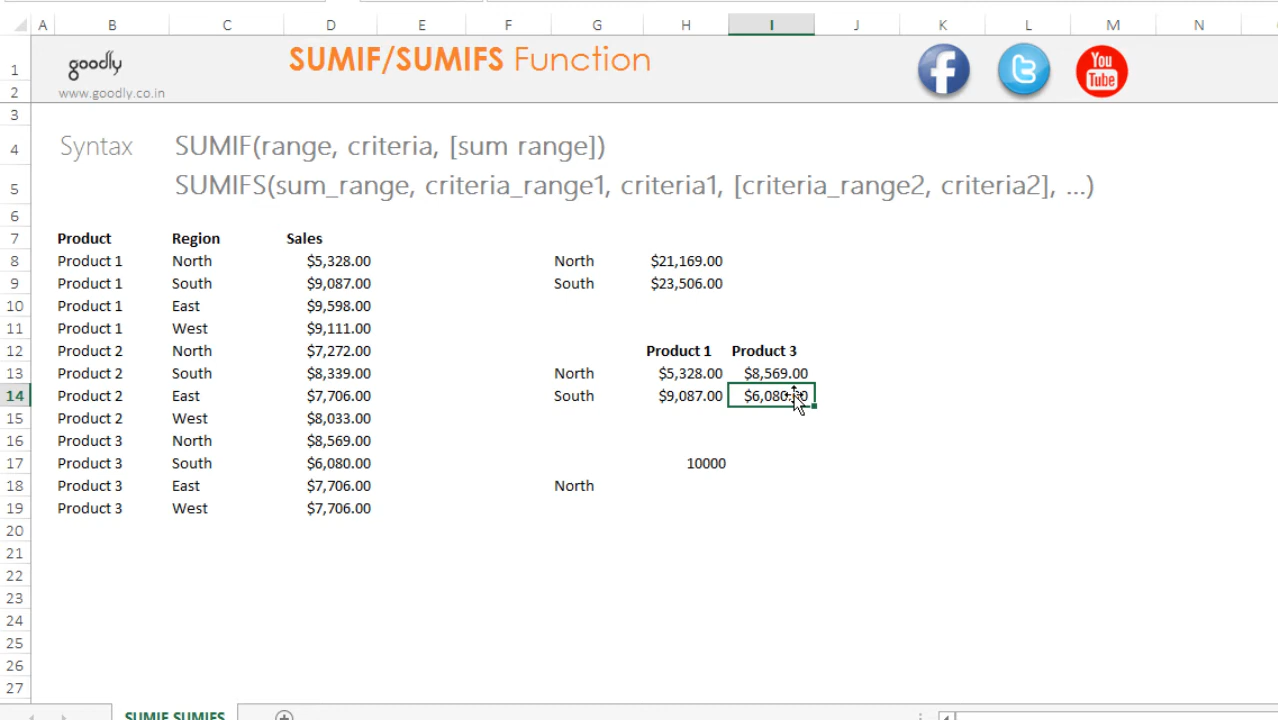 A B C D E F G H I J K L M N
1 goodly SUMIF/SUMIFS Function You Tube
2 www.goodly.co.in
3
4 Syntax SUMIF(range, criteria, [sum range])
5 SUMIFS(sum_range, criteria_range1, criteria1, [criteria_range2, criteria2], ...)
6
7 Product Region Sales
8 Product 1 North $5,328.00 North $21,169.00
9 Product 1 South $9,087.00 South $23,506.00
10 Product 1 East $9,598.00
11 Product 1 West $9,111.00
12 Product 2 North $7,272.00 Product 1 Product 3
13 Product 2 South $8,339.00 North $5,328.00 $8,569.00
14 Product 2 East $7,706.00 South $9,087.00 $6,080.00
15 Product 2 West $8,033.00
16 Product 3 North $8,569.00
17 Product 3 South $6,080.00 10000
18 Product 3 East $7,706.00 North
19 Product 3 West $7,706.00
20
21
22
23
24
25
26
27
SUMIF SUMIFS